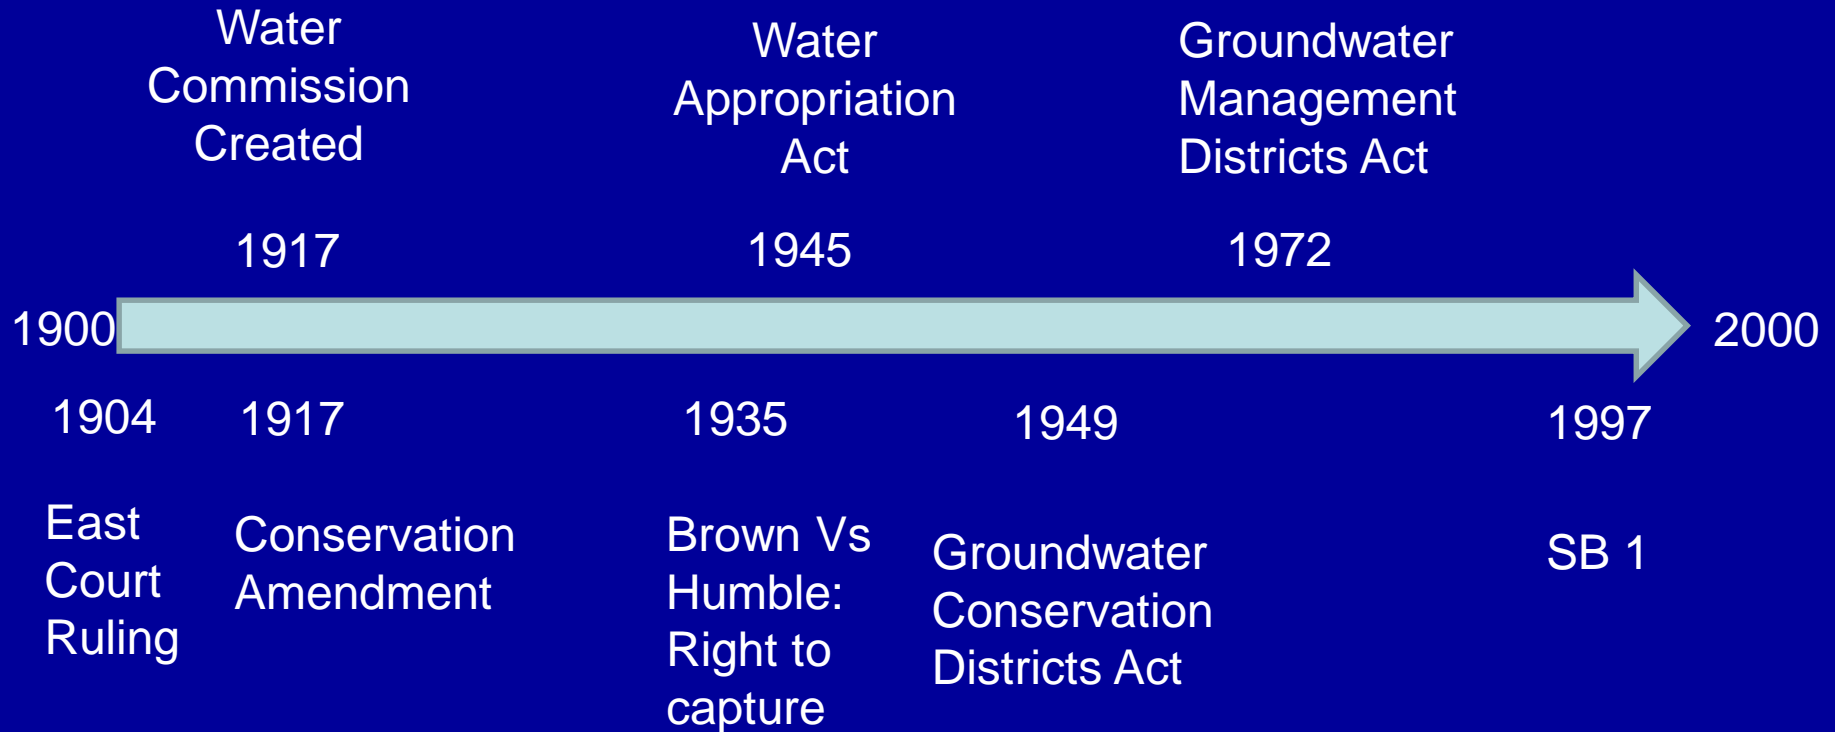 Water
Commission
Created
Water
Appropriation
Act
Groundwater
Management
Districts Act
1917
1945
1972
1900
2000
1904
1917
1935
1949
1997
East
Court
Ruling
Conservation
Amendment
Brown Vs
Humble:
Right to
capture
Groundwater
Conservation
Districts Act
SB 1